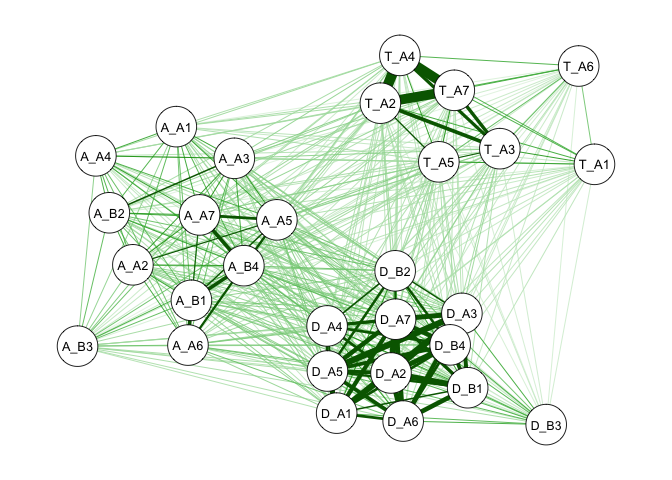 T_A4
T_A6
T_A7
T_A2
A_A1
T_A3
A_A4
A_A3
T_A5
T_A1
A_B2
A_A7
A_A5
A_A2
A_B4
D_B2
A_B1
D_A3
D_A7
D_A4
A_B3
A_A6
D_B4
D_A5
D_A2
D_B1
D_A1
D_A6
D_B3